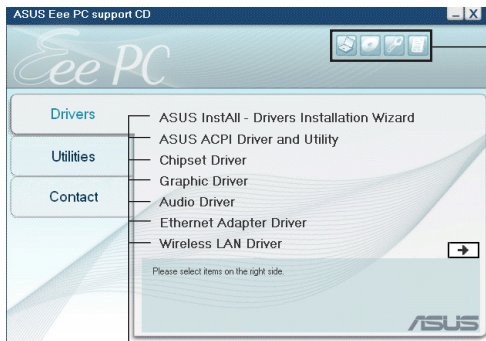 ASUS Eee PC support CD
Eee PC
Drivers
Utilities
Contact
ASUS InstAll - Drivers Installation Wizard
ASUS ACPI Driver and Utility
Chipset Driver
Graphic Driver
Audio Driver
Ethernet Adapter Driver
Wireless LAN Driver
Please select items on the right side.
ASUS